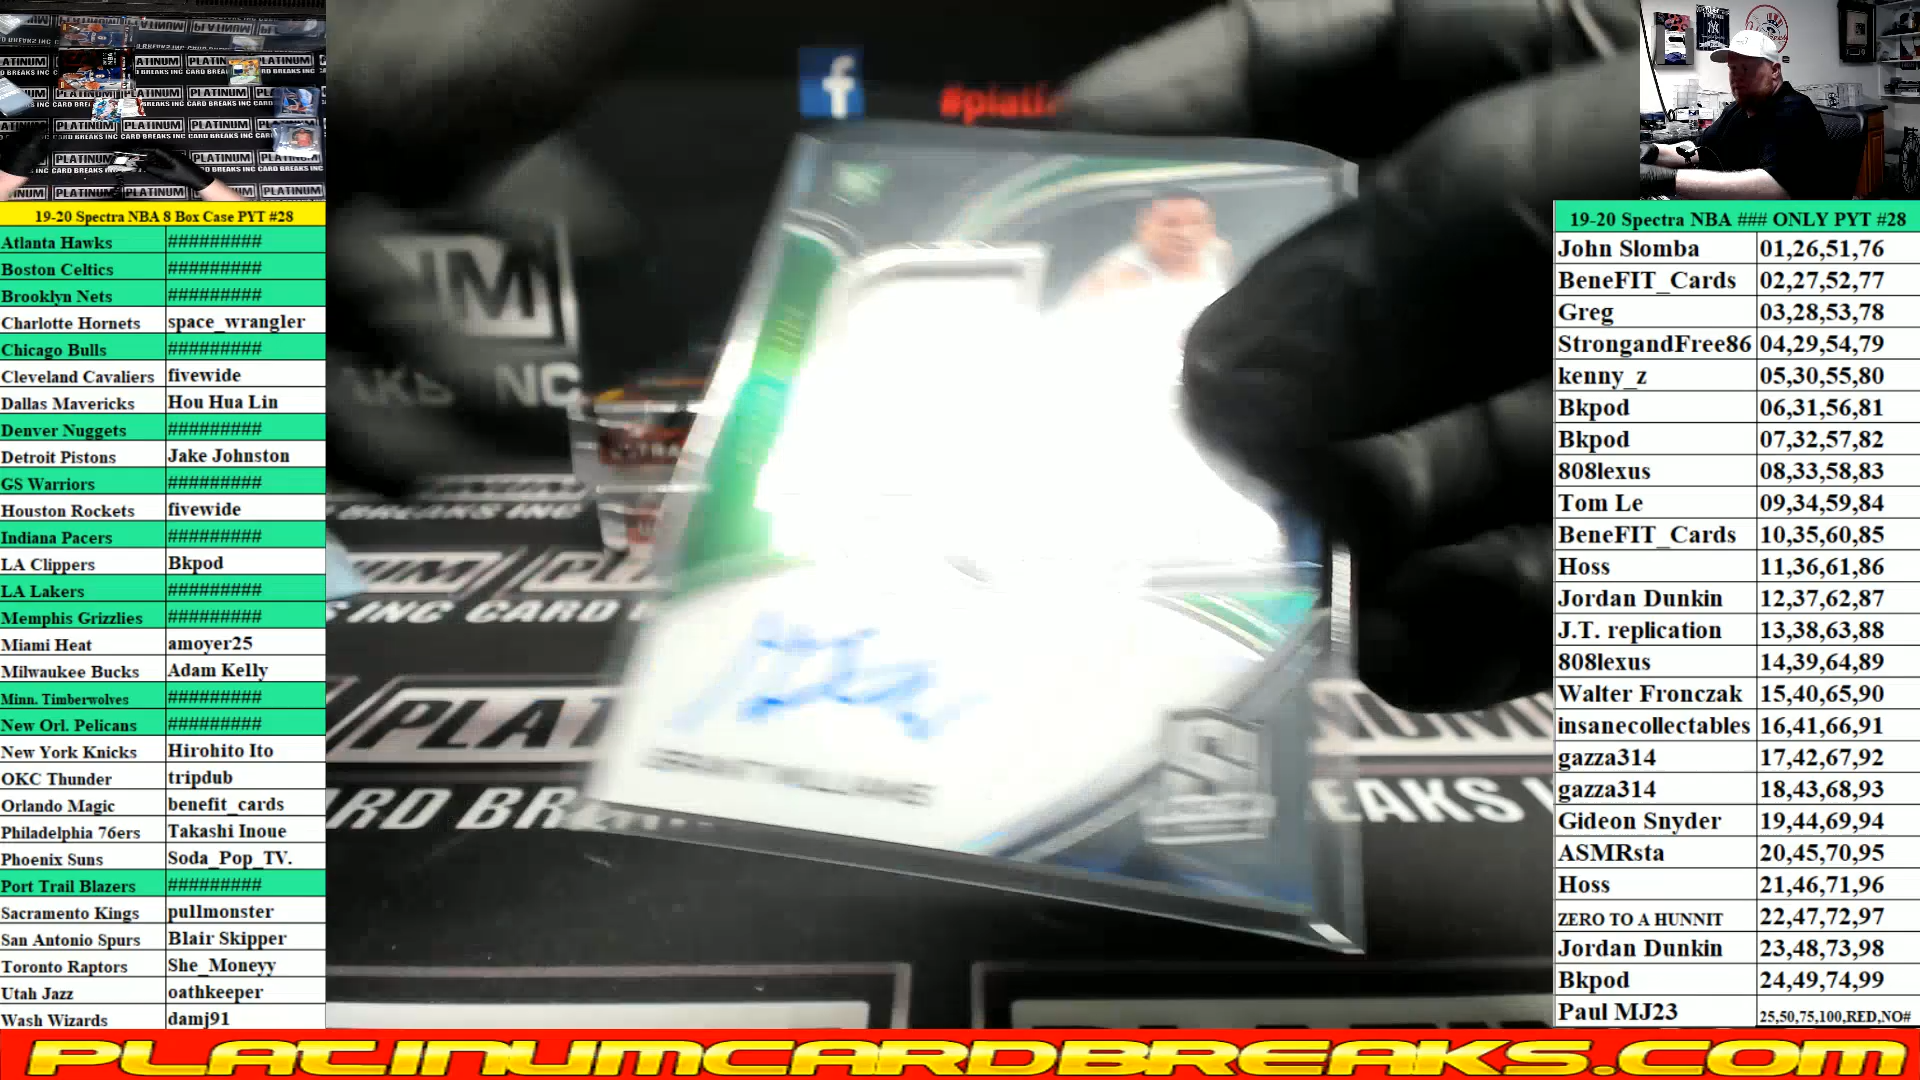 19-20 Spectra NBA 8 Box Case PYT #28
Atlanta Hawks #########
Boston Celtics #########
Brooklyn Nets #########
Charlotte Hornets space_wrangler
Chicago Bulls #########
Cleveland Cavaliers fivewide
Dallas Mavericks Hou Hua Lin
Denver Nuggets #########
Detroit Pistons Jake Johnston
GS Warriors #########
Houston Rockets fivewide
Indiana Pacers #########
LA Clippers Bkpod
LA Lakers #########
Memphis Grizzlies #########
Miami Heat amoyer25
Milwaukee Bucks Adam Kelly
Minn. Timberwolves #########
New Orl. Pelicans #########
New York Knicks Hirohito Ito
OKC Thunder tripdub
Orlando Magic benefit_cards
Philadelphia 76ers Takashi Inoue
Phoenix Suns Soda_Pop_TV.
Port Trail Blazers #########
Sacramento Kings pullmonster
San Antonio Spurs Blair Skipper
Toronto Raptors She_Moneyy
Utah Jazz oathkeeper
Wash Wizards damj91
f #platin
GRANT WILLIAMS
19-20 Spectra NBA ### ONLY PYT #28
John Slomba 01,26,51,76
BeneFIT_Cards 02,27,52,77
Greg 03,28,53,78
StrongandFree86 04,29,54,79
kenny_z 05,30,55,80
Bkpod 06,31,56,81
Bkpod 07,32,57,82
808lexus 08,33,58,83
Tom Le 09,34,59,84
BeneFIT_Cards 10,35,60,85
Hoss 11,36,61,86
Jordan Dunkin 12,37,62,87
J.T. replication 13,38,63,88
808lexus 14,39,64,89
Walter Fronczak 15,40,65,90
insanecollectables 16,41,66,91
gazza314 17,42,67,92
gazza314 18,43,68,93
Gideon Snyder 19,44,69,94
ASMRsta 20,45,70,95
Hoss 21,46,71,96
ZERO TO A HUNNIT 22,47,72,97
Jordan Dunkin 23,48,73,98
Bkpod 24,49,74,99
Paul MJ23 25,50,75,100,RED,NO#
PLATINUMCARDBREAKS.COM